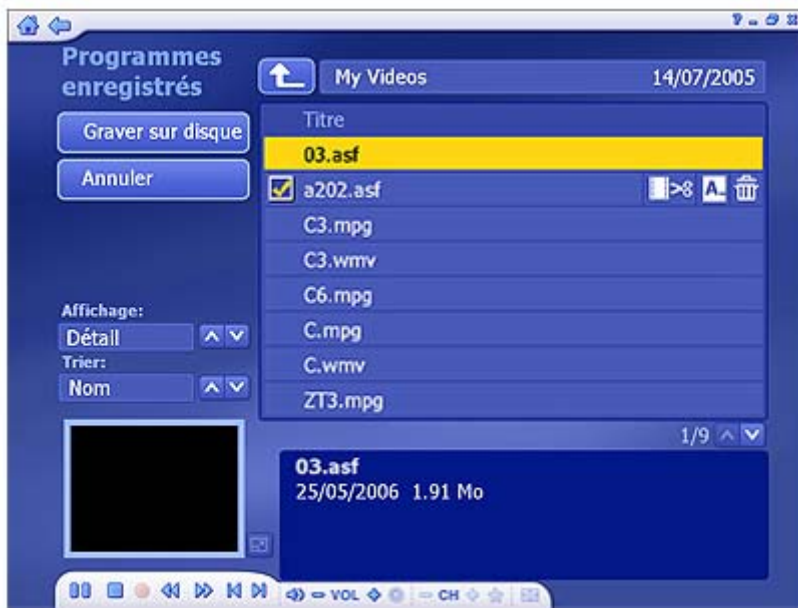 Programmes
enregistrés
My Videos 14/07/2005
Graver sur disque
Annuler
Titre
03.asf
a202.asf
C3.mpg
C3.wmv
C6.mpg
C.mpg
C.wmv
ZT3.mpg
Affichage:
Détail
Trier:
Nom
1/9
03.asf
25/05/2006 1.91 Mo
VOL CH